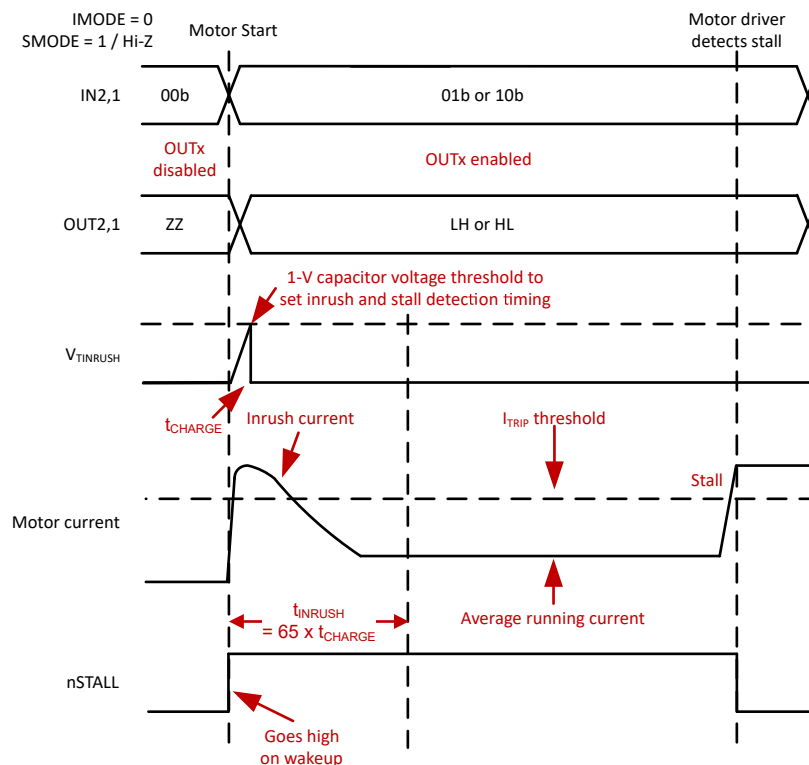 IMODE = 0
SMODE = 1 / Hi-Z
Motor Start
Motor driver
detects stall
IN2,1
00b
01b or 10b
OUTx
disabled
OUTx enabled
OUT2,1
ZZ
LH or HL
1-V capacitor voltage threshold to
set inrush and stall detection timing
VTINRUSH
tCHARGE
Inrush current
ITRIP threshold
Stall
Motor current
tINRUSH
= 65 x tCHARGE
Average running current
nSTALL
Goes high
on wakeup